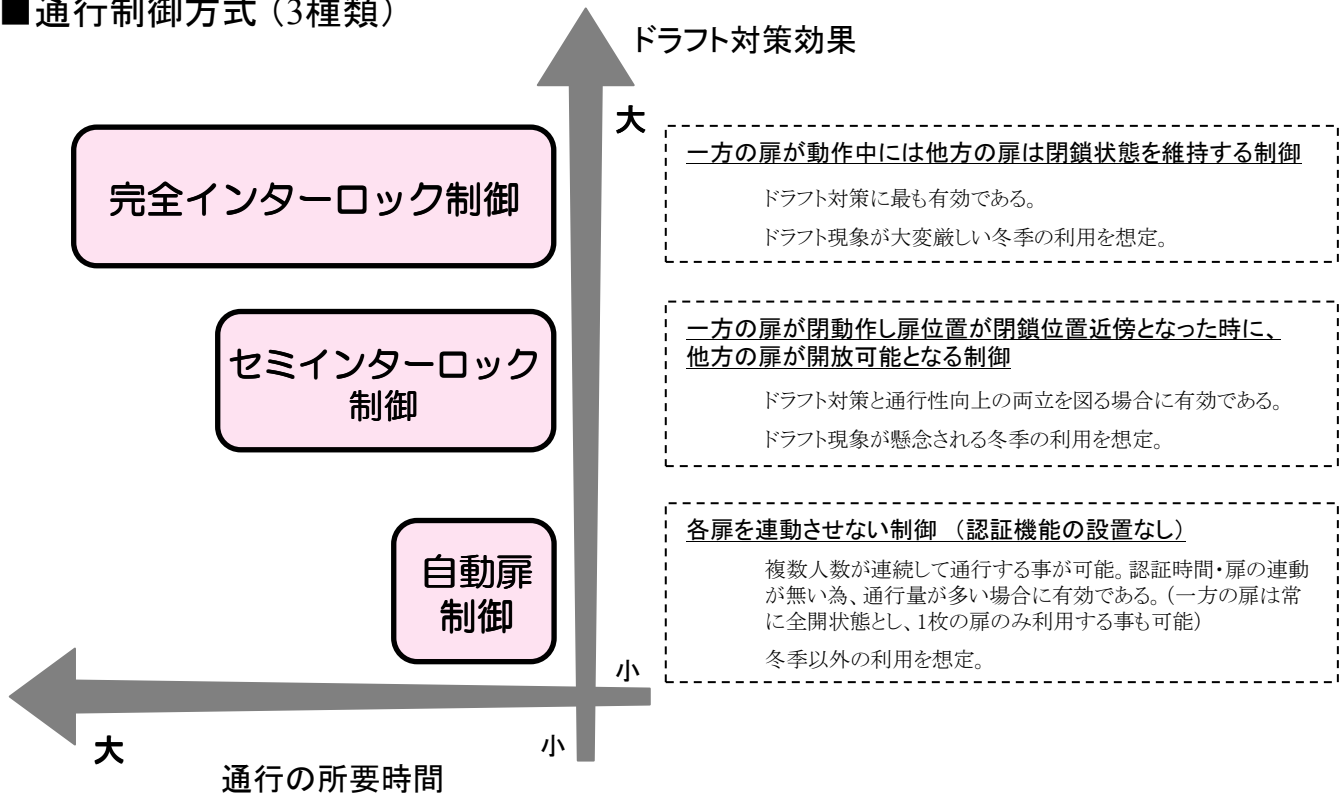 ■通行制御方式（3種類）
ドラフト対策効果
大
完全インターロック制御
一方の扉が動作中には他方の扉は閉鎖状態を維持する制御
ドラフト対策に最も有効である。
ドラフト現象が大変厳しい冬季の利用を想定。
セミインターロック
制御
一方の扉が閉動作し扉位置が閉鎖位置近傍となった時に、
他方の扉が開放可能となる制御
ドラフト対策と通行性向上の両立を図る場合に有効である。
ドラフト現象が懸念される冬季の利用を想定。
自動扉
制御
各扉を連動させない制御　（認証機能の設置なし）
複数人数が連続して通行する事が可能。認証時間・扉の連動
が無い為、通行量が多い場合に有効である。（一方の扉は常
に全開状態とし、1枚の扉のみ利用する事も可能）
冬季以外の利用を想定。
小
大
小
通行の所要時間